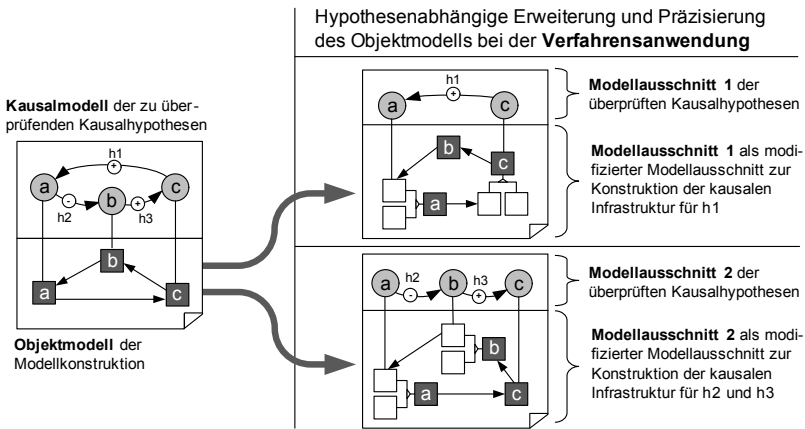 Hypothesenabhängige Erweiterung und Präzisierung
des Objektmodells bei der Verfahrensanwendung
Kausalmodell der zu über-
prüfenden Kausalhypothesen
h1
+
a
b
c
-
+
h2
h3
b
a
c
Objektmodell der
Modellkonstruktion
h1
a
+
c
b
c
a
Modellausschnitt 1 der
überprüften Kausalhypothesen
Modellausschnitt 1 als modi-
fizierter Modellausschnitt zur
Konstruktion der kausalen
Infrastruktur für h1
h2
h3
a
-
b
+
c
b
a
c
Modellausschnitt 2 der
überprüften Kausalhypothesen
Modellausschnitt 2 als modi-
fizierter Modellausschnitt zur
Konstruktion der kausalen
Infrastruktur für h2 und h3